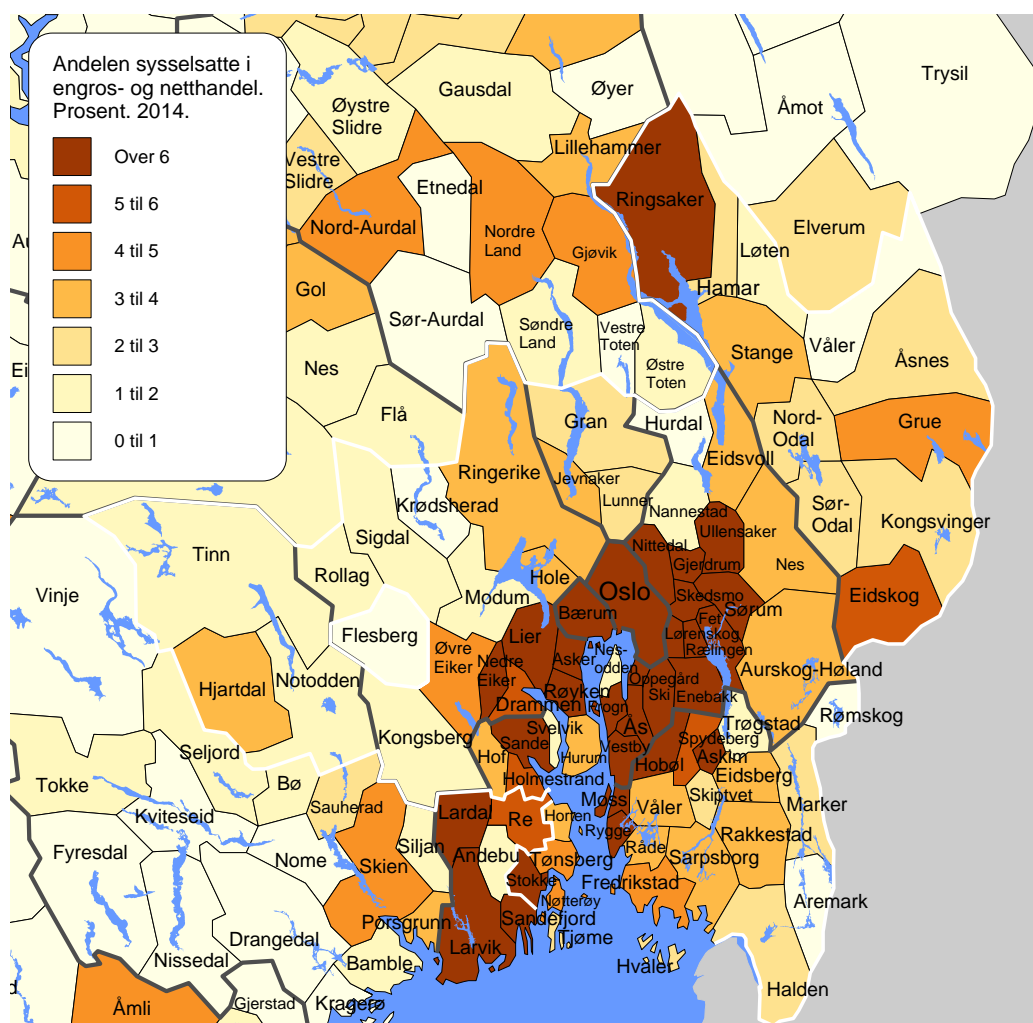 Andelen sysselsatte i
engros- og netthandel.
Prosent. 2014.
Over 6
5 til 6
4 til 5
3 til 4
2 til 3
1 til 2
0 til 1
Trysil
Gausdal
Øyer
Åmot
Øystre
Slidre
Lillehammer
Vestre
Slidre
Etnedal
Ringsaker
Nord-Aurdal
Nordre
Land
Gjøvik
Elverum
Løten
Gol
Hamar
Sør-Aurdal
Søndre
Land
Vestre
Toten
Østre
Toten
Stange
Våler
Åsnes
Nes
Flå
Gran
Hurdal
Nord-
Odal
Grue
Ringerike
Eidsvoll
Jevnaker
Lunner
Krødsherad
Nannestad
Sør-
Odal
Kongsvinger
Sigdal
Ullensaker
Nittedal
Tinn
Gjerdrum
Nes
Rollag
Hole
Vinje
Modum
Oslo
Skedsmo
Eidskog
Bærum
Sørum
Fet
Flesberg
Lier
Lørenskog
Rælingen
Øvre
Eiker
Nedre
Eiker
Asker
Nes-
odden
Aurskog-Høland
Hjartdal
Notodden
Røyken
Oppegård
Ski
Enebakk
Drammen
Frogn
Rømskog
Trøgstad
Kongsberg
Svelvik
Ås
Sande
Vestby
Spydeberg
Seljord
Hof
Hurum
Hobøl
Askim
Tokke
Bø
Holmestrand
Eidsberg
Skiptvet
Marker
Sauherad
Moss
Våler
Kviteseid
Lardal
Re
Horten
Rygge
Rakkestad
Fyresdal
Siljan
Andebu
Råde
Nome
Tønsberg
Sarpsborg
Skien
Stokke
Fredrikstad
Nøtterøy
Aremark
Porsgrunn
Sandefjord
Drangedal
Larvik
Tjøme
Nissedal
Bamble
Hvaler
Halden
Åmli
Gjerstad
Kragerø